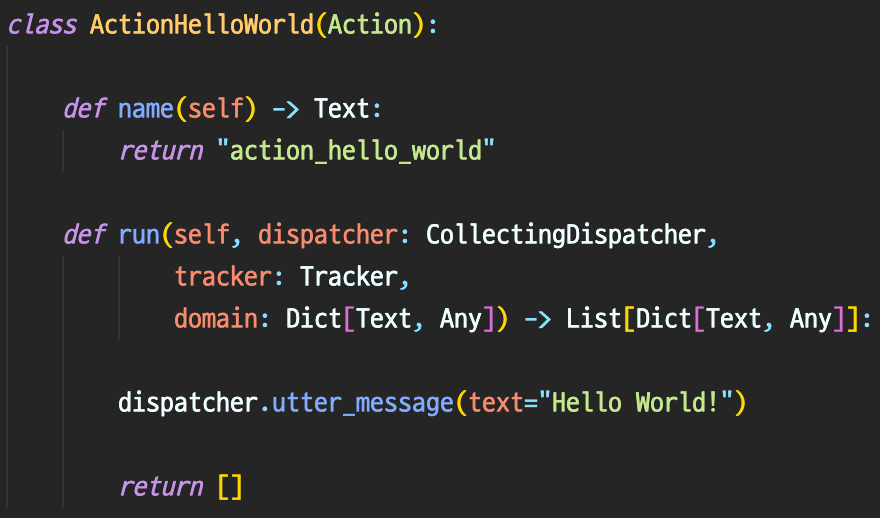 class ActionHelloWorld(Action):
def name(self) -> Text:
return "action_hello_world"
def run(self, dispatcher: CollectingDispatcher,
tracker: Tracker,
domain: Dict[Text, Any]) -> List[Dict[Text, Any]]:
dispatcher.utter_message(text="Hello World!")
return []